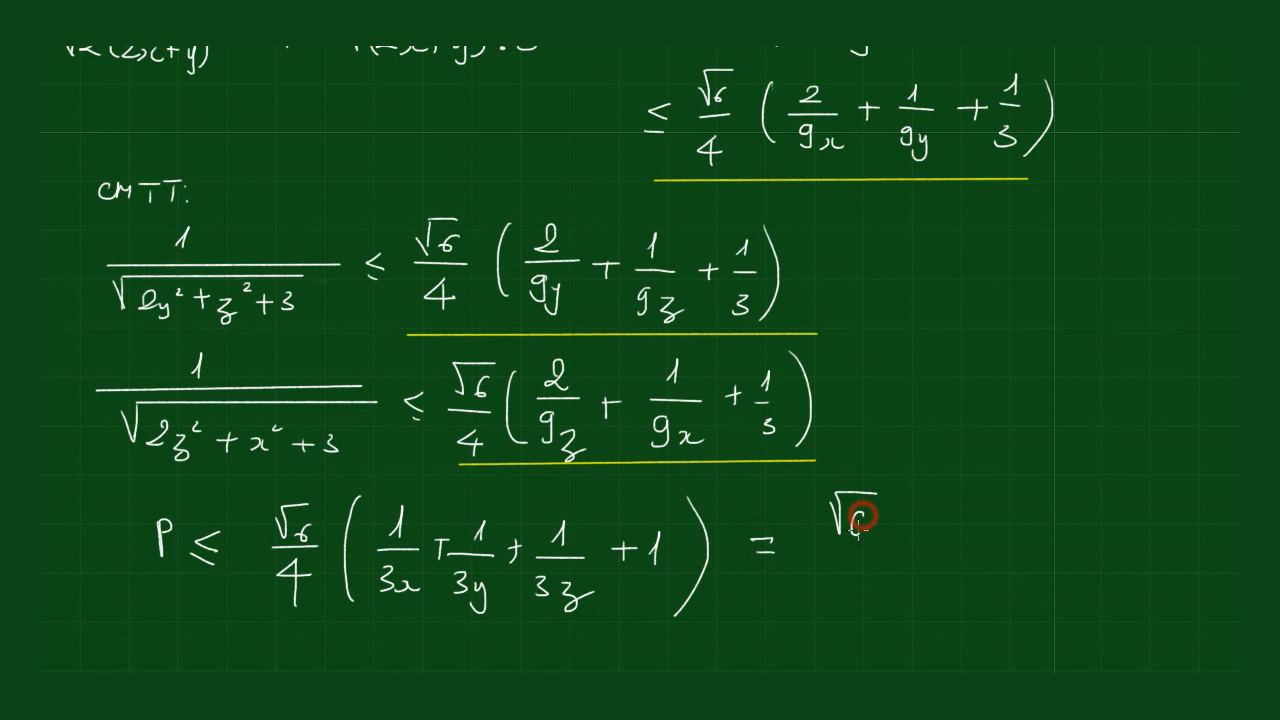 ≤ √6/4 (2/9x + 1/9y + 1/3)
CMTT:
1/√(2y² + z² + 3) ≤ √6/4 (2/9y + 1/9z + 1/3)
1/√(2z² + x² + 3) ≤ √6/4 (2/9z + 1/9x + 1/3)
P ≤ √6/4 (1/3x + 1/3y + 1/3z + 1) = √